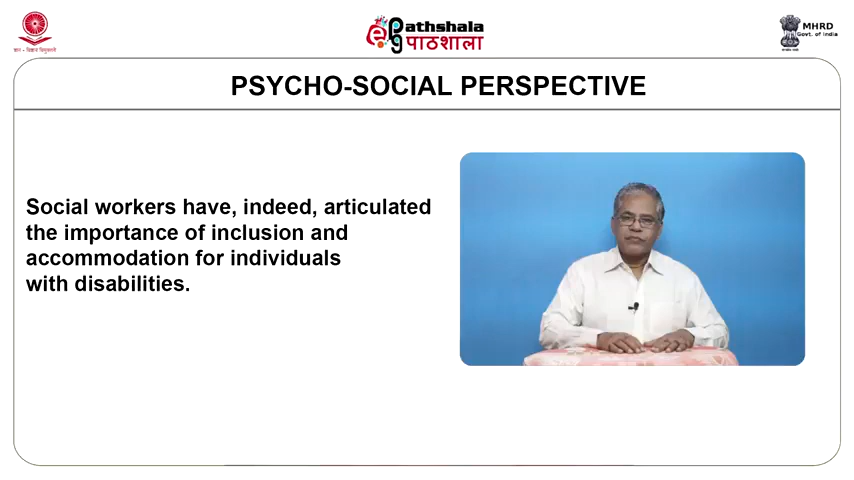 ePathshala
पाठशाला
ज्ञान - विज्ञान विमुक्तये
MHRD
Govt. of India
PSYCHO-SOCIAL PERSPECTIVE
Social workers have, indeed, articulated
the importance of inclusion and
accommodation for individuals
with disabilities.